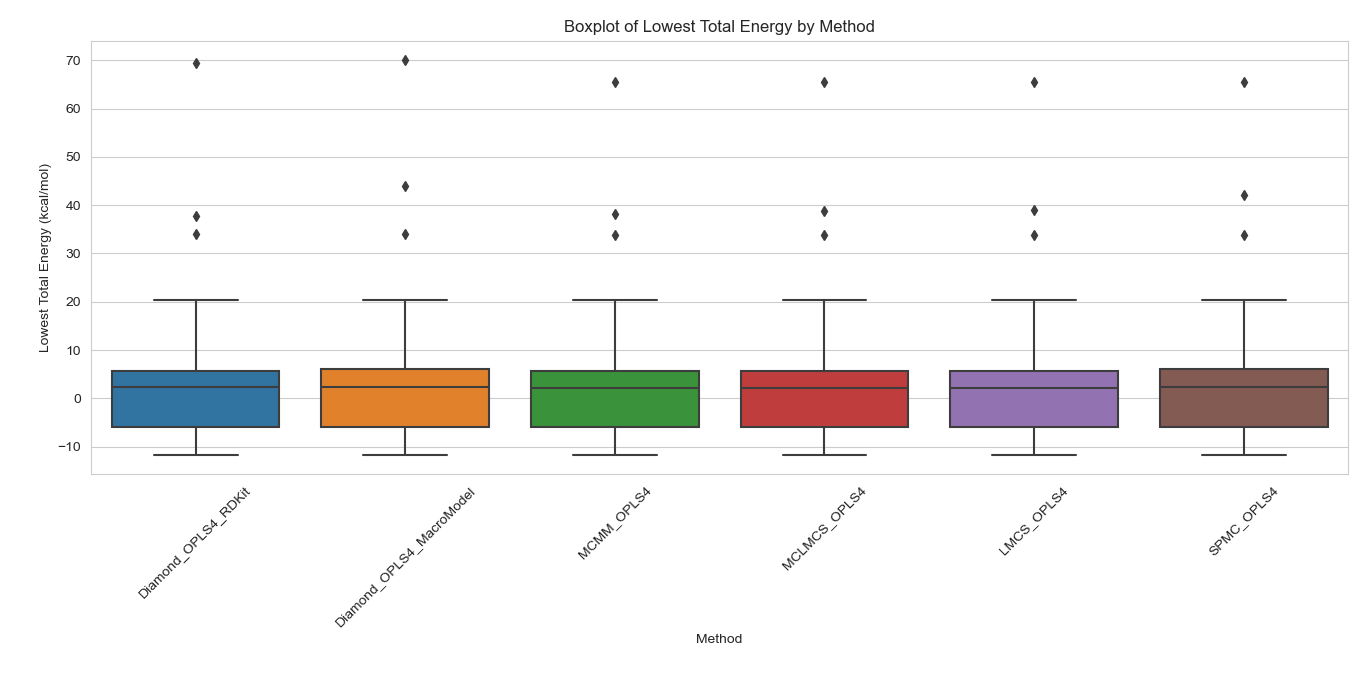 Boxplot of Lowest Total Energy by Method
Lowest Total Energy (kcal/mol)
70
60
50
40
30
20
10
0
−10
Diamond_OPLS4_RDKit
Diamond_OPLS4_MacroModel
MCMM_OPLS4
MCLMCS_OPLS4
LMCS_OPLS4
SPMC_OPLS4
Method